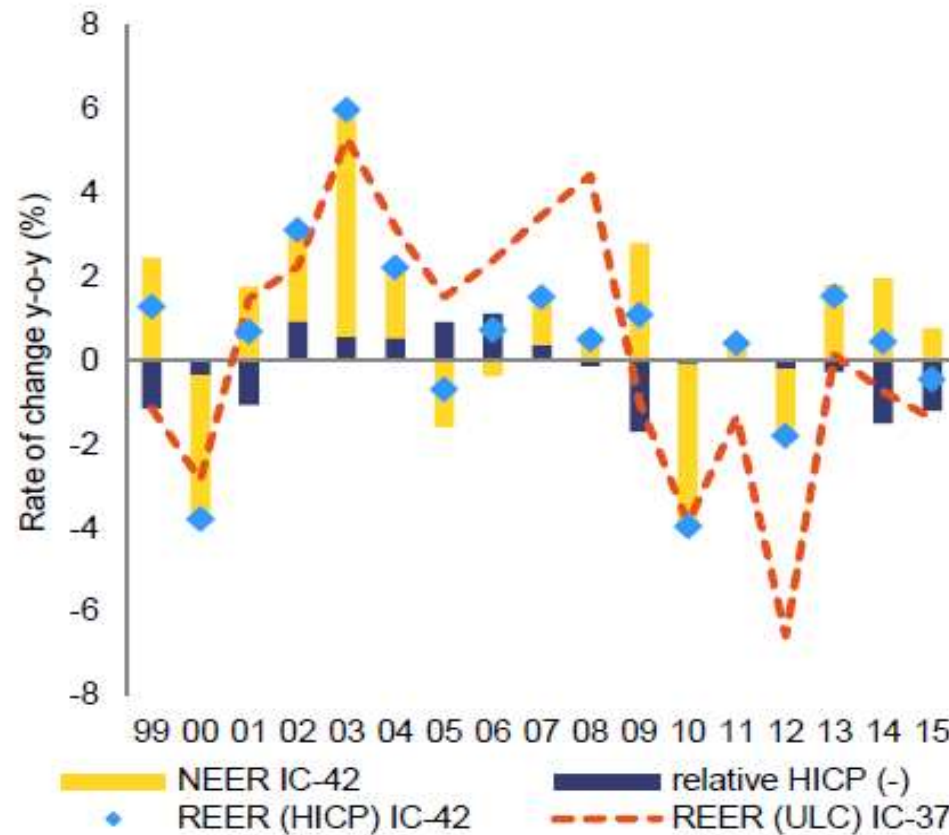 Rate of change y-o-y (%)
8
6
4
2
0
-2
-4
-6
-8
99 00 01 02 03 04 05 06 07 08 09 10 11 12 13 14 15
NEER IC-42 relative HICP (-)
REER (HICP) IC-42 REER (ULC) IC-37